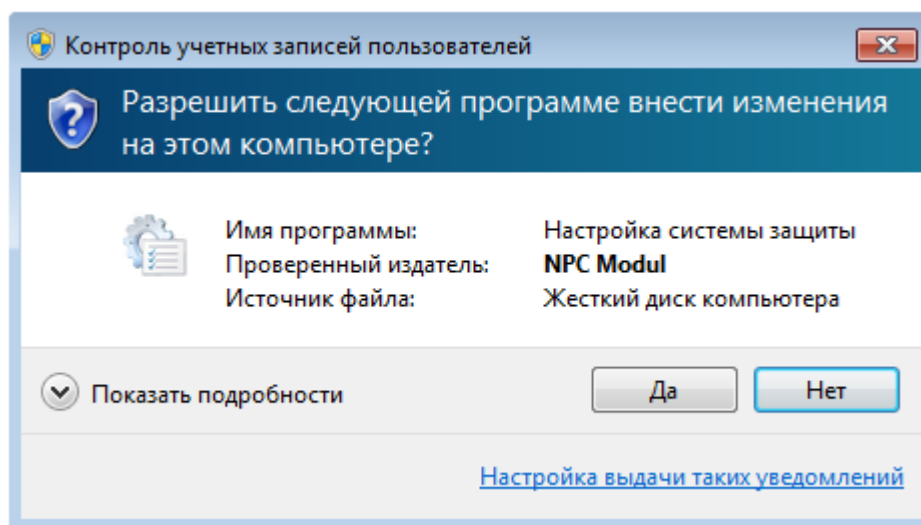 Контроль учетных записей пользователей
Разрешить следующей программе внести изменения
на этом компьютере?
Имя программы: Настройка системы защиты
Проверенный издатель: NPC Modul
Источник файла: Жесткий диск компьютера
Показать подробности Да Нет
Настройка выдачи таких уведомлений